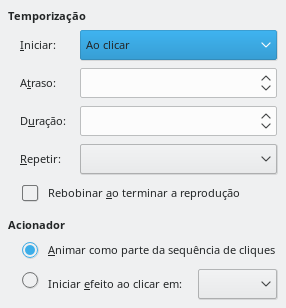 Temporização
Iniciar: Ao clicar
Atraso:
Duração:
Repetir:
Rebobinar ao terminar a reprodução
Acionador
Animar como parte da sequência de cliques
Iniciar efeito ao clicar em: